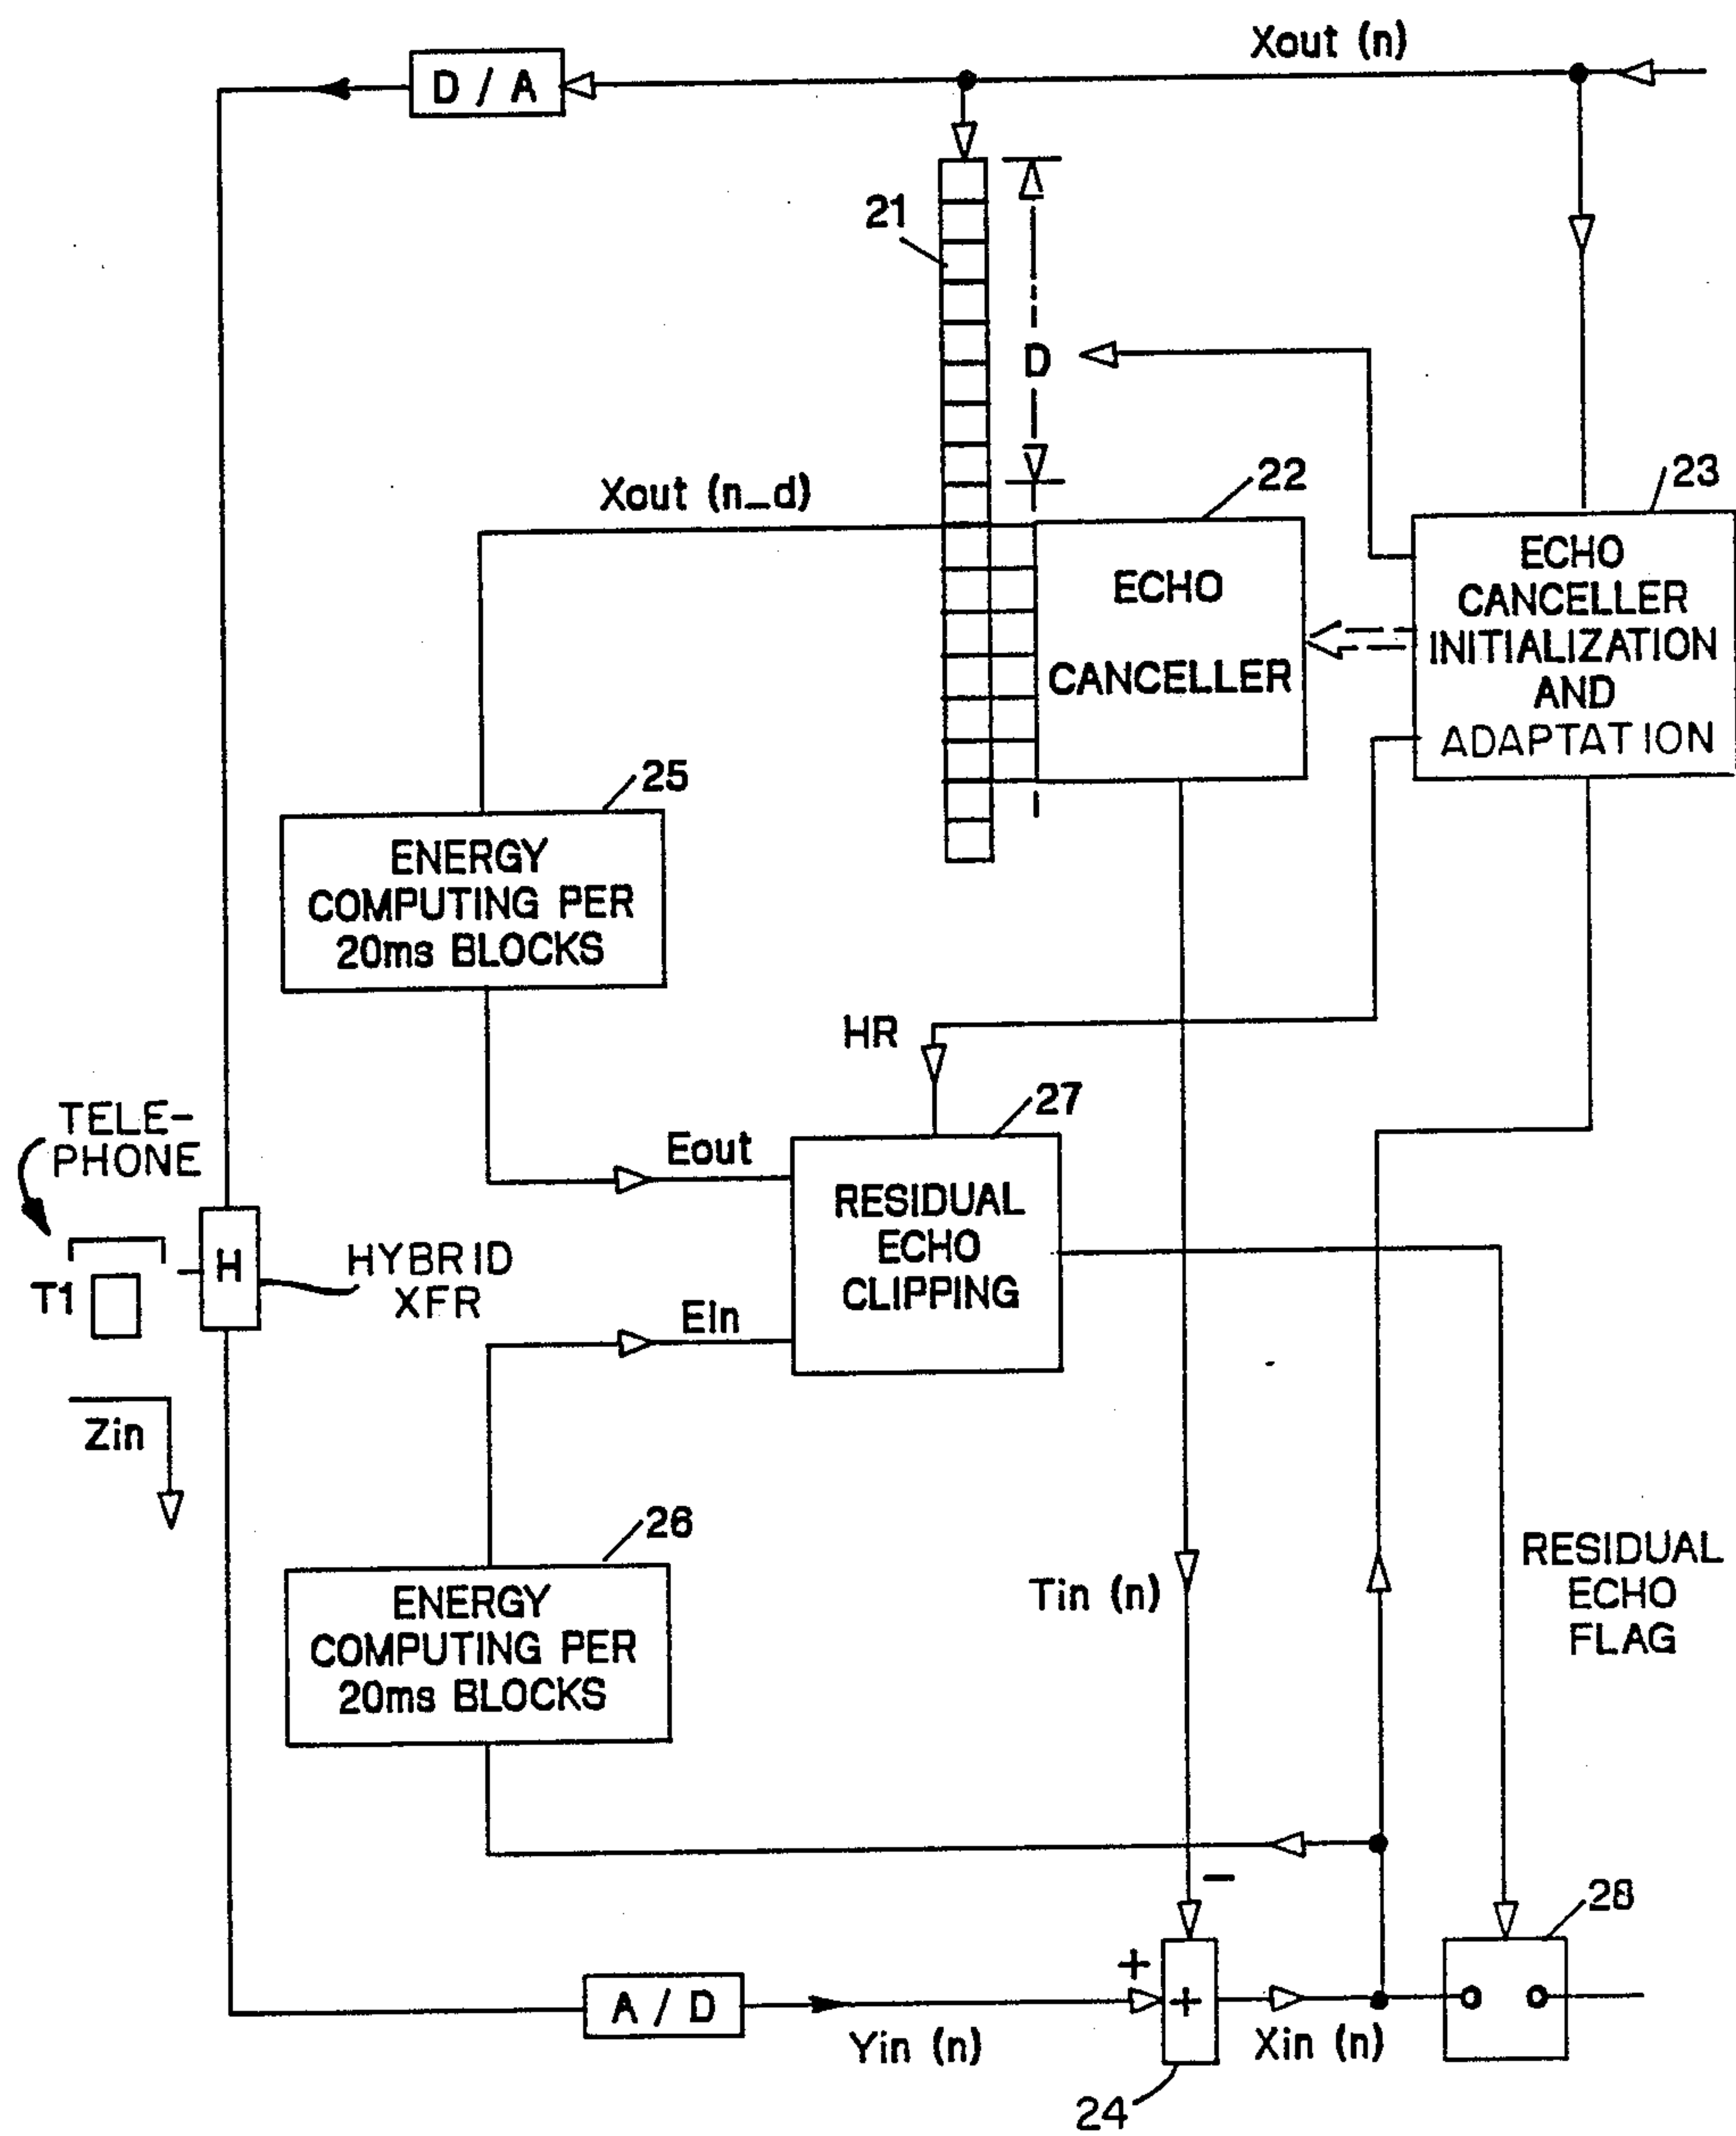 Xout (n)
D / A
21
D
Xout (n_d)
22
23
ECHO
CANCELLER
ECHO
CANCELLER
INITIALIZATION
AND
ADAPTATION
25
ENERGY
COMPUTING PER
20ms BLOCKS
HR
27
TELE-
PHONE
Eout
RESIDUAL
ECHO
CLIPPING
H
HYBRID
XFR
T1
Ein
Zin
26
ENERGY
COMPUTING PER
20ms BLOCKS
Tin (n)
RESIDUAL
ECHO
FLAG
–
28
+
A / D
+
Yin (n)
Xin (n)
24